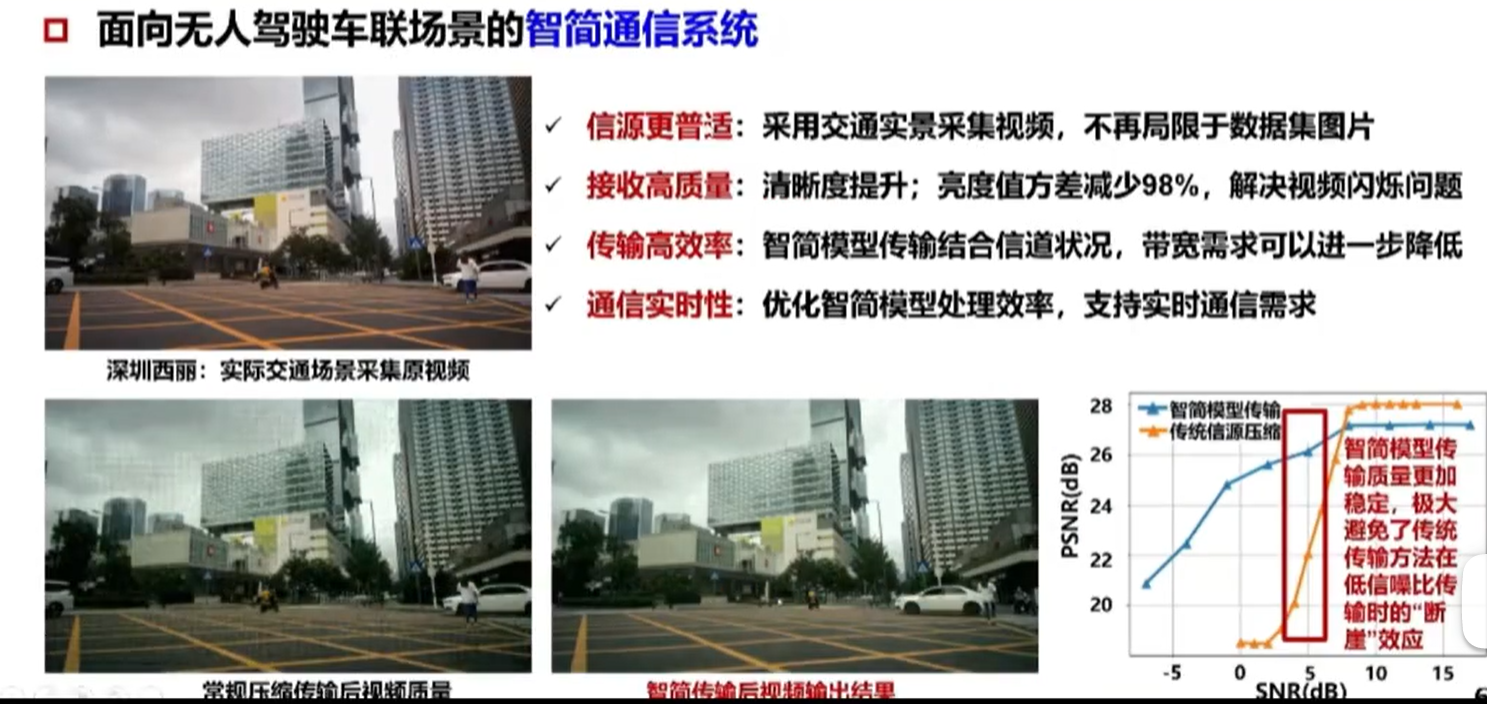 面向无人驾驶车联场景的智简通信系统
信源更普适：采用交通实景采集视频，不再局限于数据集图片
接收高质量：清晰度提升；亮度值方差减少98%，解决视频闪烁问题
传输高效率：智简模型传输结合信道状况，带宽需求可以进一步降低
通信实时性：优化智简模型处理效率，支持实时通信需求
深圳西丽：实际交通场景采集原视频
常规压缩传输后视频质量
智简传输后视频输出结果
28
26
24
22
20
PSNR(dB)
智简模型传输
传统信源压缩
智简模型传
输质量更加
稳定，极大
避免了传统
传输方法在
低信噪比传
输时的“断
崖”效应
-5 0 5 10 15
SNR(dB)